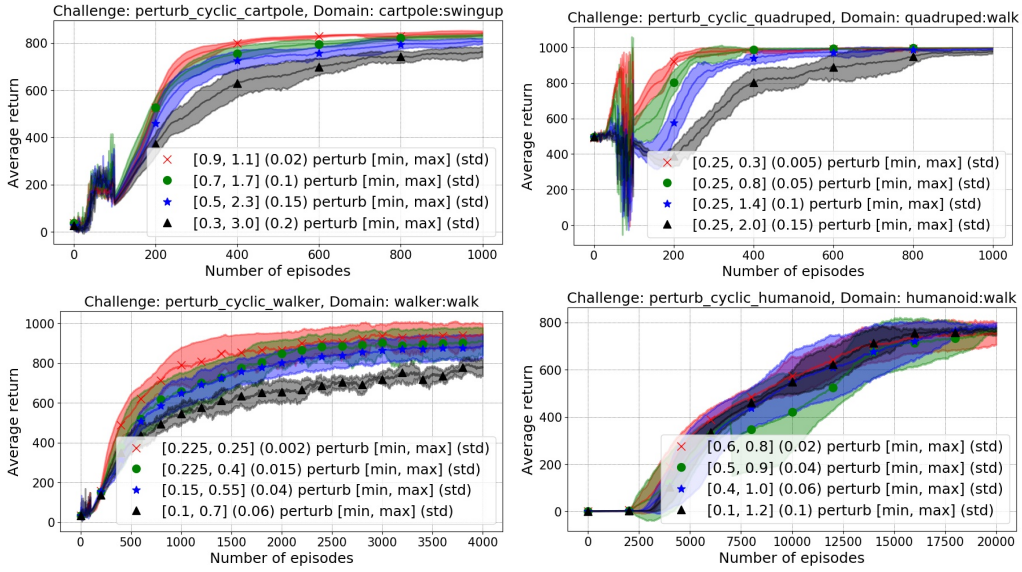 Challenge: perturb_cyclic_cartpole, Domain: cartpole:swingup
Average return
800
600
400
200
0
[0.9, 1.1] (0.02) perturb [min, max] (std)
[0.7, 1.7] (0.1) perturb [min, max] (std)
[0.5, 2.3] (0.15) perturb [min, max] (std)
[0.3, 3.0] (0.2) perturb [min, max] (std)
0 200 400 600 800 1000
Number of episodes
Challenge: perturb_cyclic_quadruped, Domain: quadruped:walk
Average return
1000
800
600
400
200
0
[0.25, 0.3] (0.005) perturb [min, max] (std)
[0.25, 0.8] (0.05) perturb [min, max] (std)
[0.25, 1.4] (0.1) perturb [min, max] (std)
[0.25, 2.0] (0.15) perturb [min, max] (std)
0 200 400 600 800 1000
Number of episodes
Challenge: perturb_cyclic_walker, Domain: walker:walk
Average return
1000
800
600
400
200
0
[0.225, 0.25] (0.002) perturb [min, max] (std)
[0.225, 0.4] (0.015) perturb [min, max] (std)
[0.15, 0.55] (0.04) perturb [min, max] (std)
[0.1, 0.7] (0.06) perturb [min, max] (std)
0 500 1000 1500 2000 2500 3000 3500 4000
Number of episodes
Challenge: perturb_cyclic_humanoid, Domain: humanoid:walk
Average return
800
600
400
200
0
[0.6, 0.8] (0.02) perturb [min, max] (std)
[0.5, 0.9] (0.04) perturb [min, max] (std)
[0.4, 1.0] (0.06) perturb [min, max] (std)
[0.1, 1.2] (0.1) perturb [min, max] (std)
0 2500 5000 7500 10000 12500 15000 17500 20000
Number of episodes